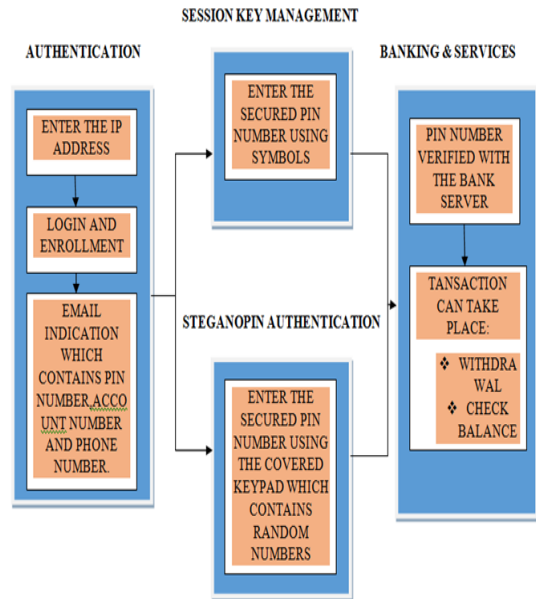 SESSION KEY MANAGEMENT
AUTHENTICATION
BANKING & SERVICES
ENTER THE IP
ADDRESS
LOGIN AND
ENROLLMENT
EMAIL
INDICATION
WHICH
CONTAINS PIN
NUMBER,ACCO
UNT NUMBER
AND PHONE
NUMBER.
ENTER THE
SECURED PIN
NUMBER USING
SYMBOLS
STEGANOPIN AUTHENTICATION
ENTER THE
SECURED PIN
NUMBER USING
THE COVERED
KEYPAD WHICH
CONTAINS
RANDOM
NUMBERS
PIN NUMBER
VERIFIED WITH
THE BANK
SERVER
TANSACTION
CAN TAKE
PLACE:
❖ WITHDRA
WAL
❖ CHECK
BALANCE